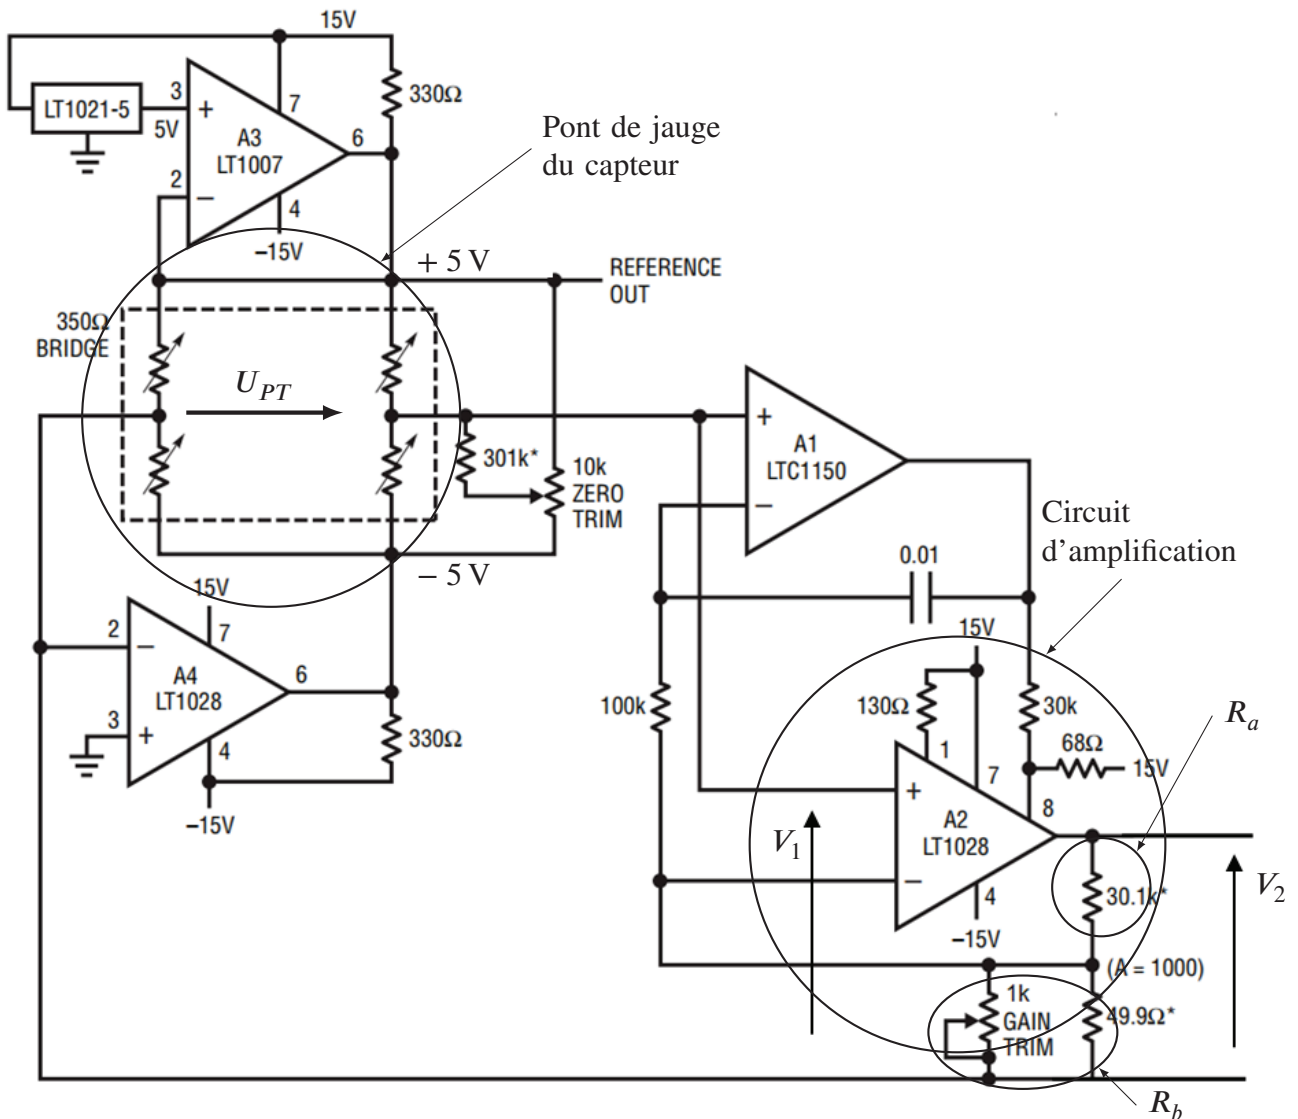 15V
LT1021-5
3
5V
+
A3
LT1007
7
6
330Ω
2
–
4
–15V
Pont de jauge
du capteur
+ 5 V
REFERENCE
OUT
350Ω
BRIDGE
U_PT
301k*
10k
ZERO
TRIM
– 5 V
+
A1
LTC1150
–
Circuit
d'amplification
0.01
15V
2
–
7
A4
LT1028
6
3
+
4
330Ω
–15V
100k
15V
130Ω
1
7
30k
68Ω
15V
8
R_a
+
A2
LT1028
–
4
–15V
V_1
30.1k*
V_2
(A = 1000)
1k
GAIN
TRIM
49.9Ω*
R_b